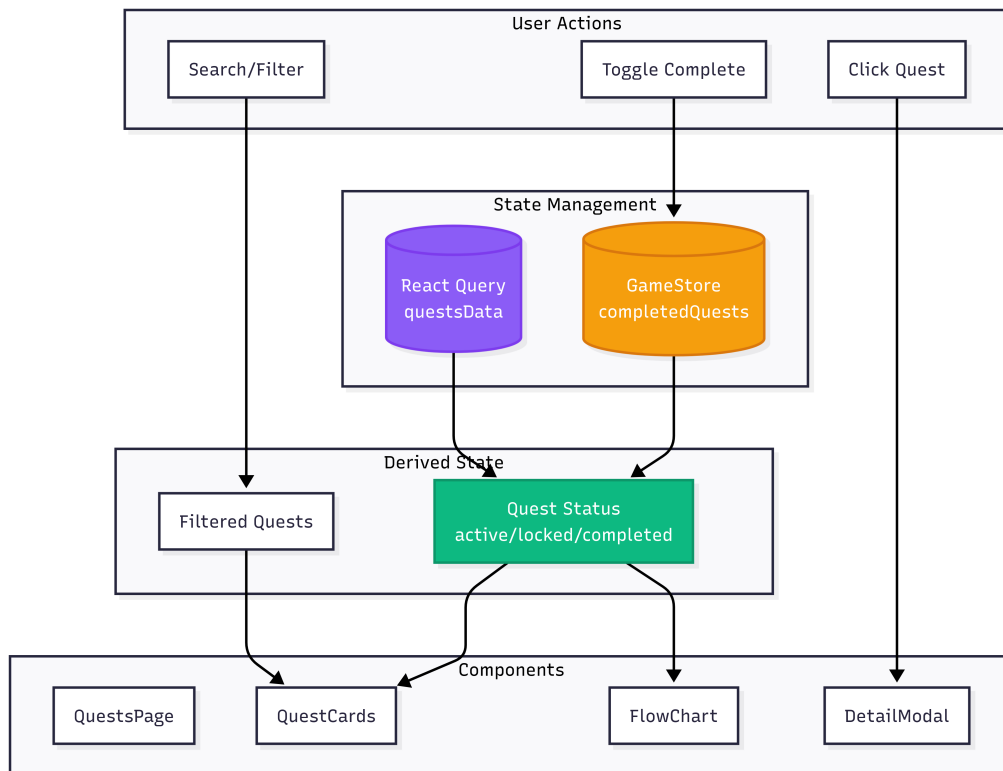 User Actions
Search/Filter
Toggle Complete
Click Quest
State Management
React Query
questsData
GameStore
completedQuests
Derived State
Filtered Quests
Quest Status
active/locked/completed
Components
QuestsPage
QuestCards
FlowChart
DetailModal